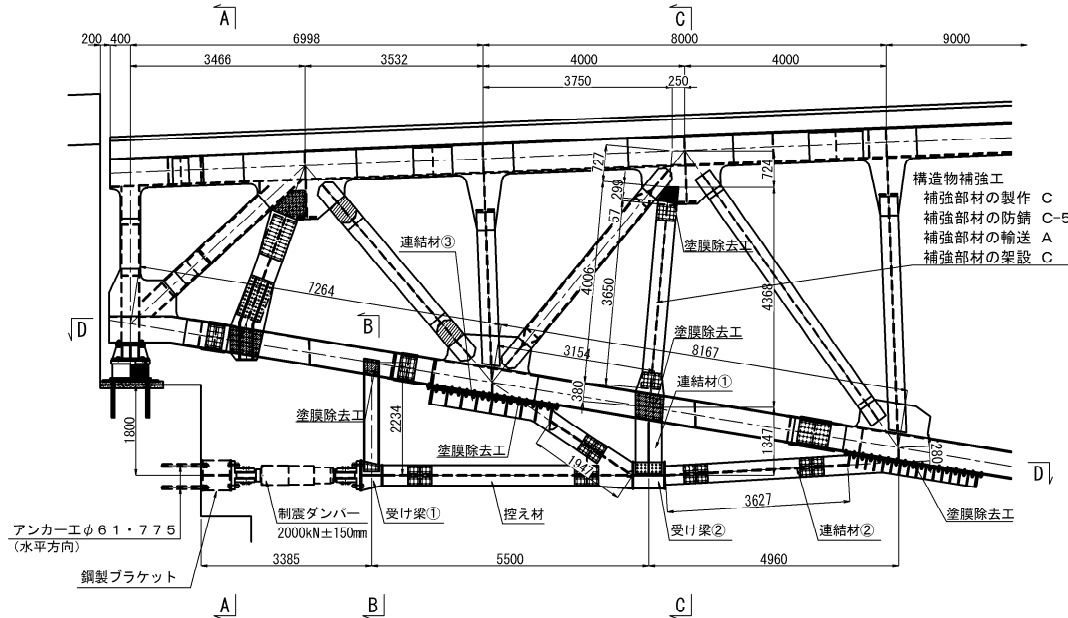 A
C
200
400
6998
8000
9000
3466
3532
4000
4000
3750
250
727
724
299
57
構造物補強工
補強部材の製作 C
補強部材の防錆 C-5
補強部材の輸送 A
補強部材の架設 C
連結材③
塗膜除去工
7264
4006
3650
4368
D
B
塗膜除去工
3154
8167
連結材①
380
塗膜除去工
2234
塗膜除去工
1800
1347
1947
2080
D
3627
アンカー工φ61・775
(水平方向)
制震ダンパー
2000kN±150mm
受け梁①
控え材
受け梁②
連結材②
塗膜除去工
鋼製ブラケット
3385
5500
4960
A
B
C